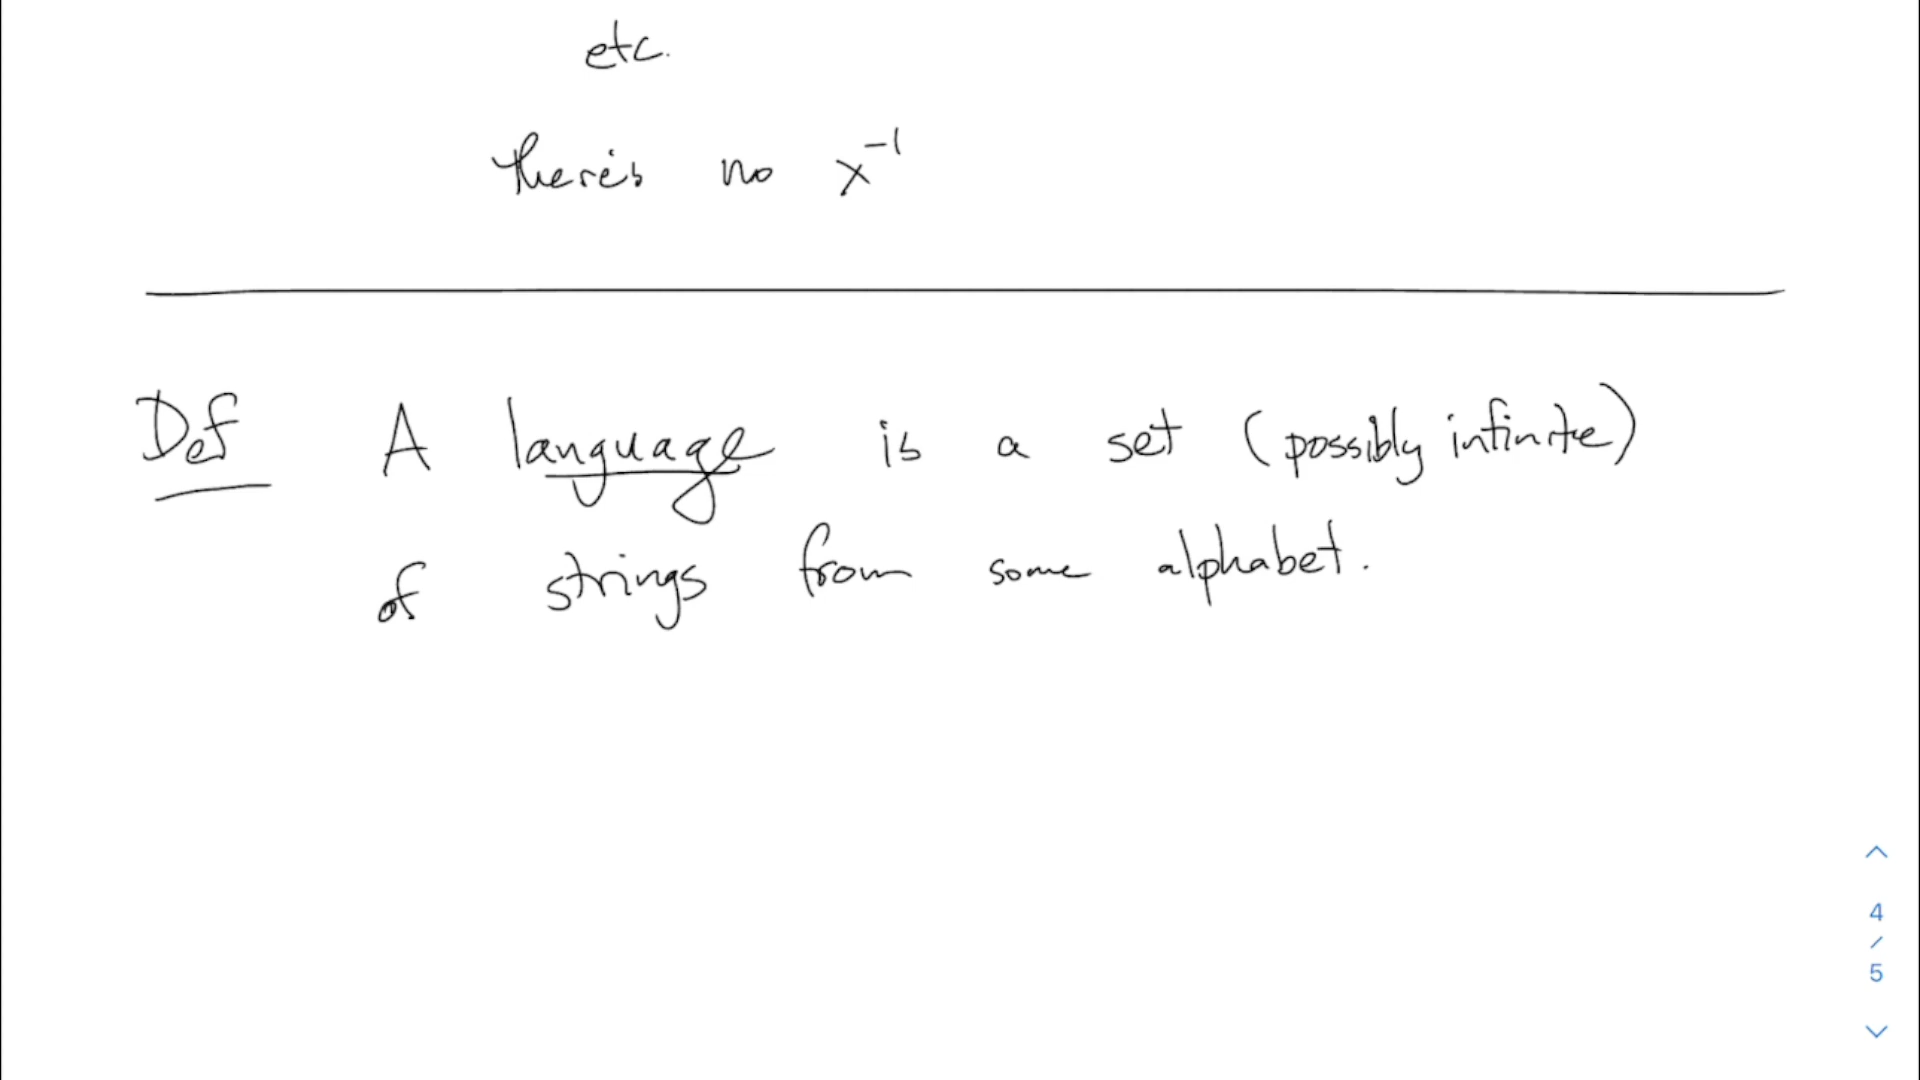 etc.
there's no x⁻¹
Def A language is a set (possibly infinite)
of strings from some alphabet.
4
/
5